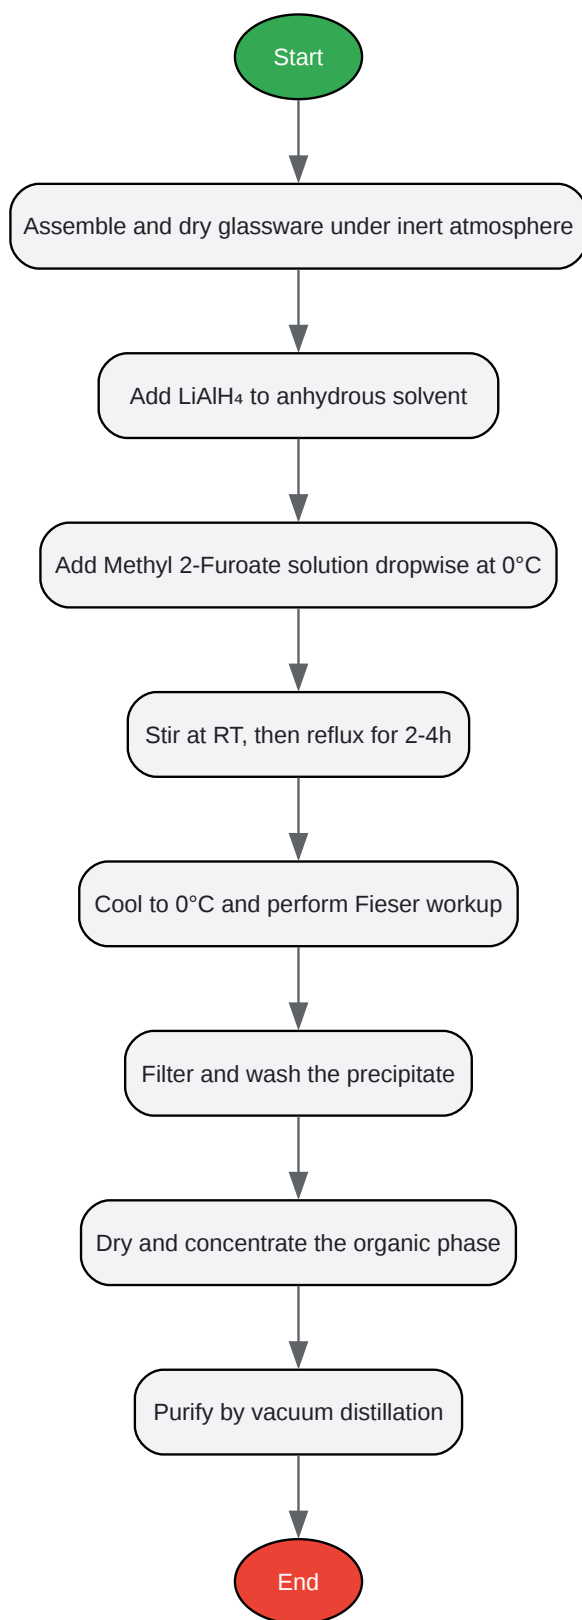 Start
Assemble and dry glassware under inert atmosphere
Add LiAlH₄ to anhydrous solvent
Add Methyl 2-Furoate solution dropwise at 0°C
Stir at RT, then reflux for 2-4h
Cool to 0°C and perform Fieser workup
Filter and wash the precipitate
Dry and concentrate the organic phase
Purify by vacuum distillation
End